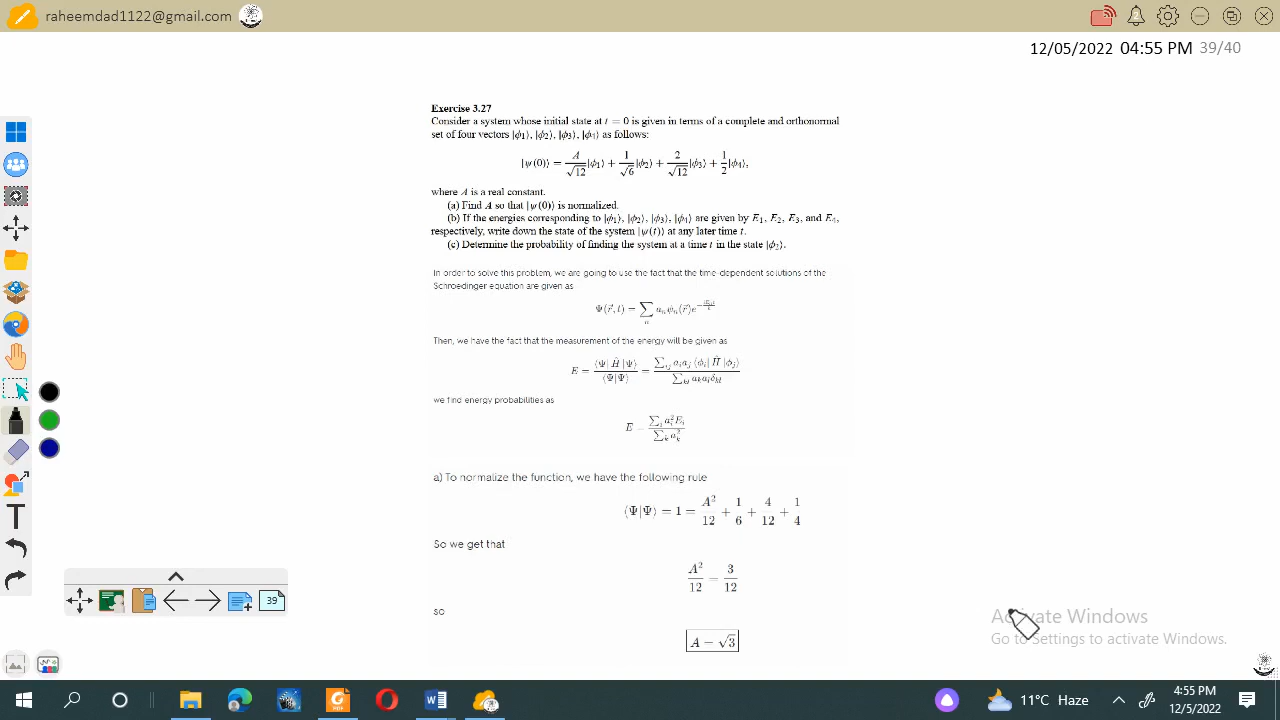 raheemdad1122@gmail.com
12/05/2022 04:55 PM 39/40
Exercise 3.27
Consider a system whose initial state at t = 0 is given in terms of a complete and orthonormal
set of four vectors |ϕ₁⟩, |ϕ₂⟩, |ϕ₃⟩, |ϕ₄⟩ as follows:
|ψ(0)⟩ = A/√12 |ϕ₁⟩ + 1/√6 |ϕ₂⟩ + 2/√12 |ϕ₃⟩ + 1/2 |ϕ₄⟩,
where A is a real constant.
(a) Find A so that |ψ(0)⟩ is normalized.
(b) If the energies corresponding to |ϕ₁⟩, |ϕ₂⟩, |ϕ₃⟩, |ϕ₄⟩ are given by E₁, E₂, E₃, and E₄,
respectively, write down the state of the system |ψ(t)⟩ at any later time t.
(c) Determine the probability of finding the system at a time t in the state |ϕ₂⟩.
In order to solve this problem, we are going to use the fact that the time-dependent solutions of the
Schroedinger equation are given as
Ψ(r⃗, t) = ∑ₙ aₙϕₙ(r⃗)e^(−iEₙt/ħ)
Then, we have the fact that the measurement of the energy will be given as
E = ⟨Ψ| Ĥ |Ψ⟩ / ⟨Ψ|Ψ⟩ = ∑ᵢⱼ aᵢaⱼ ⟨ϕᵢ| Ĥ |ϕⱼ⟩ / ∑ₖₗ aₖaₗδₖₗ
we find energy probabilities as
E = ∑ᵢ aᵢ²Eᵢ / ∑ₖ aₖ²
a) To normalize the function, we have the following rule
⟨Ψ|Ψ⟩ = 1 = A²/12 + 1/6 + 4/12 + 1/4
So we get that
A²/12 = 3/12
so
A = √3
39
Activate Windows
Go to Settings to activate Windows.
11°C Haze
4:55 PM
12/5/2022